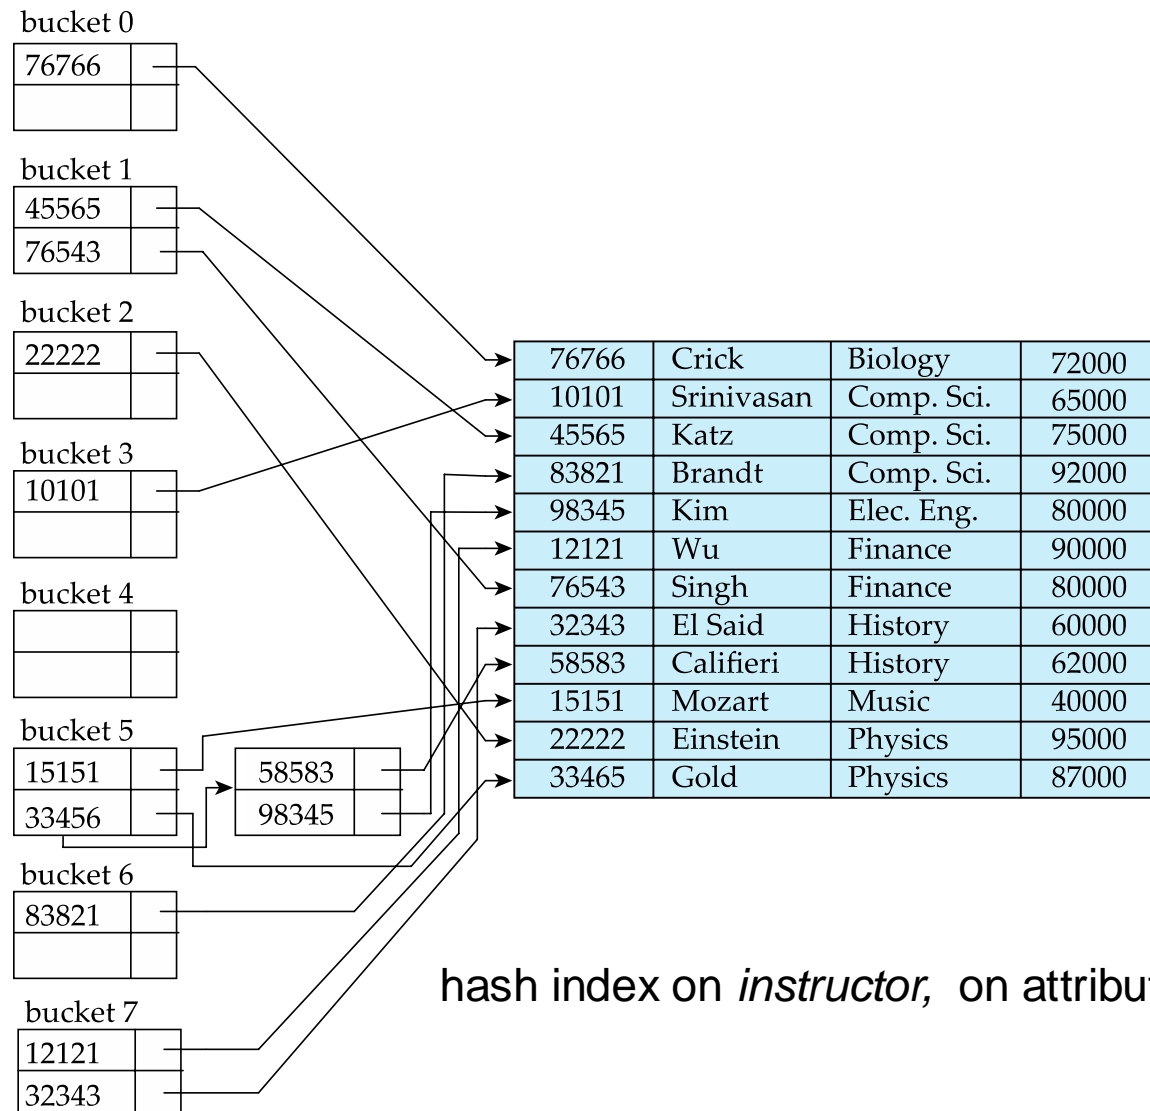 bucket 0
76766
bucket 1
45565
76543
bucket 2
22222
bucket 3
10101
bucket 4
bucket 5
15151
33456
58583
98345
bucket 6
83821
bucket 7
12121
32343
76766 Crick Biology 72000
10101 Srinivasan Comp. Sci. 65000
45565 Katz Comp. Sci. 75000
83821 Brandt Comp. Sci. 92000
98345 Kim Elec. Eng. 80000
12121 Wu Finance 90000
76543 Singh Finance 80000
32343 El Said History 60000
58583 Califieri History 62000
15151 Mozart Music 40000
22222 Einstein Physics 95000
33465 Gold Physics 87000
hash index on instructor, on